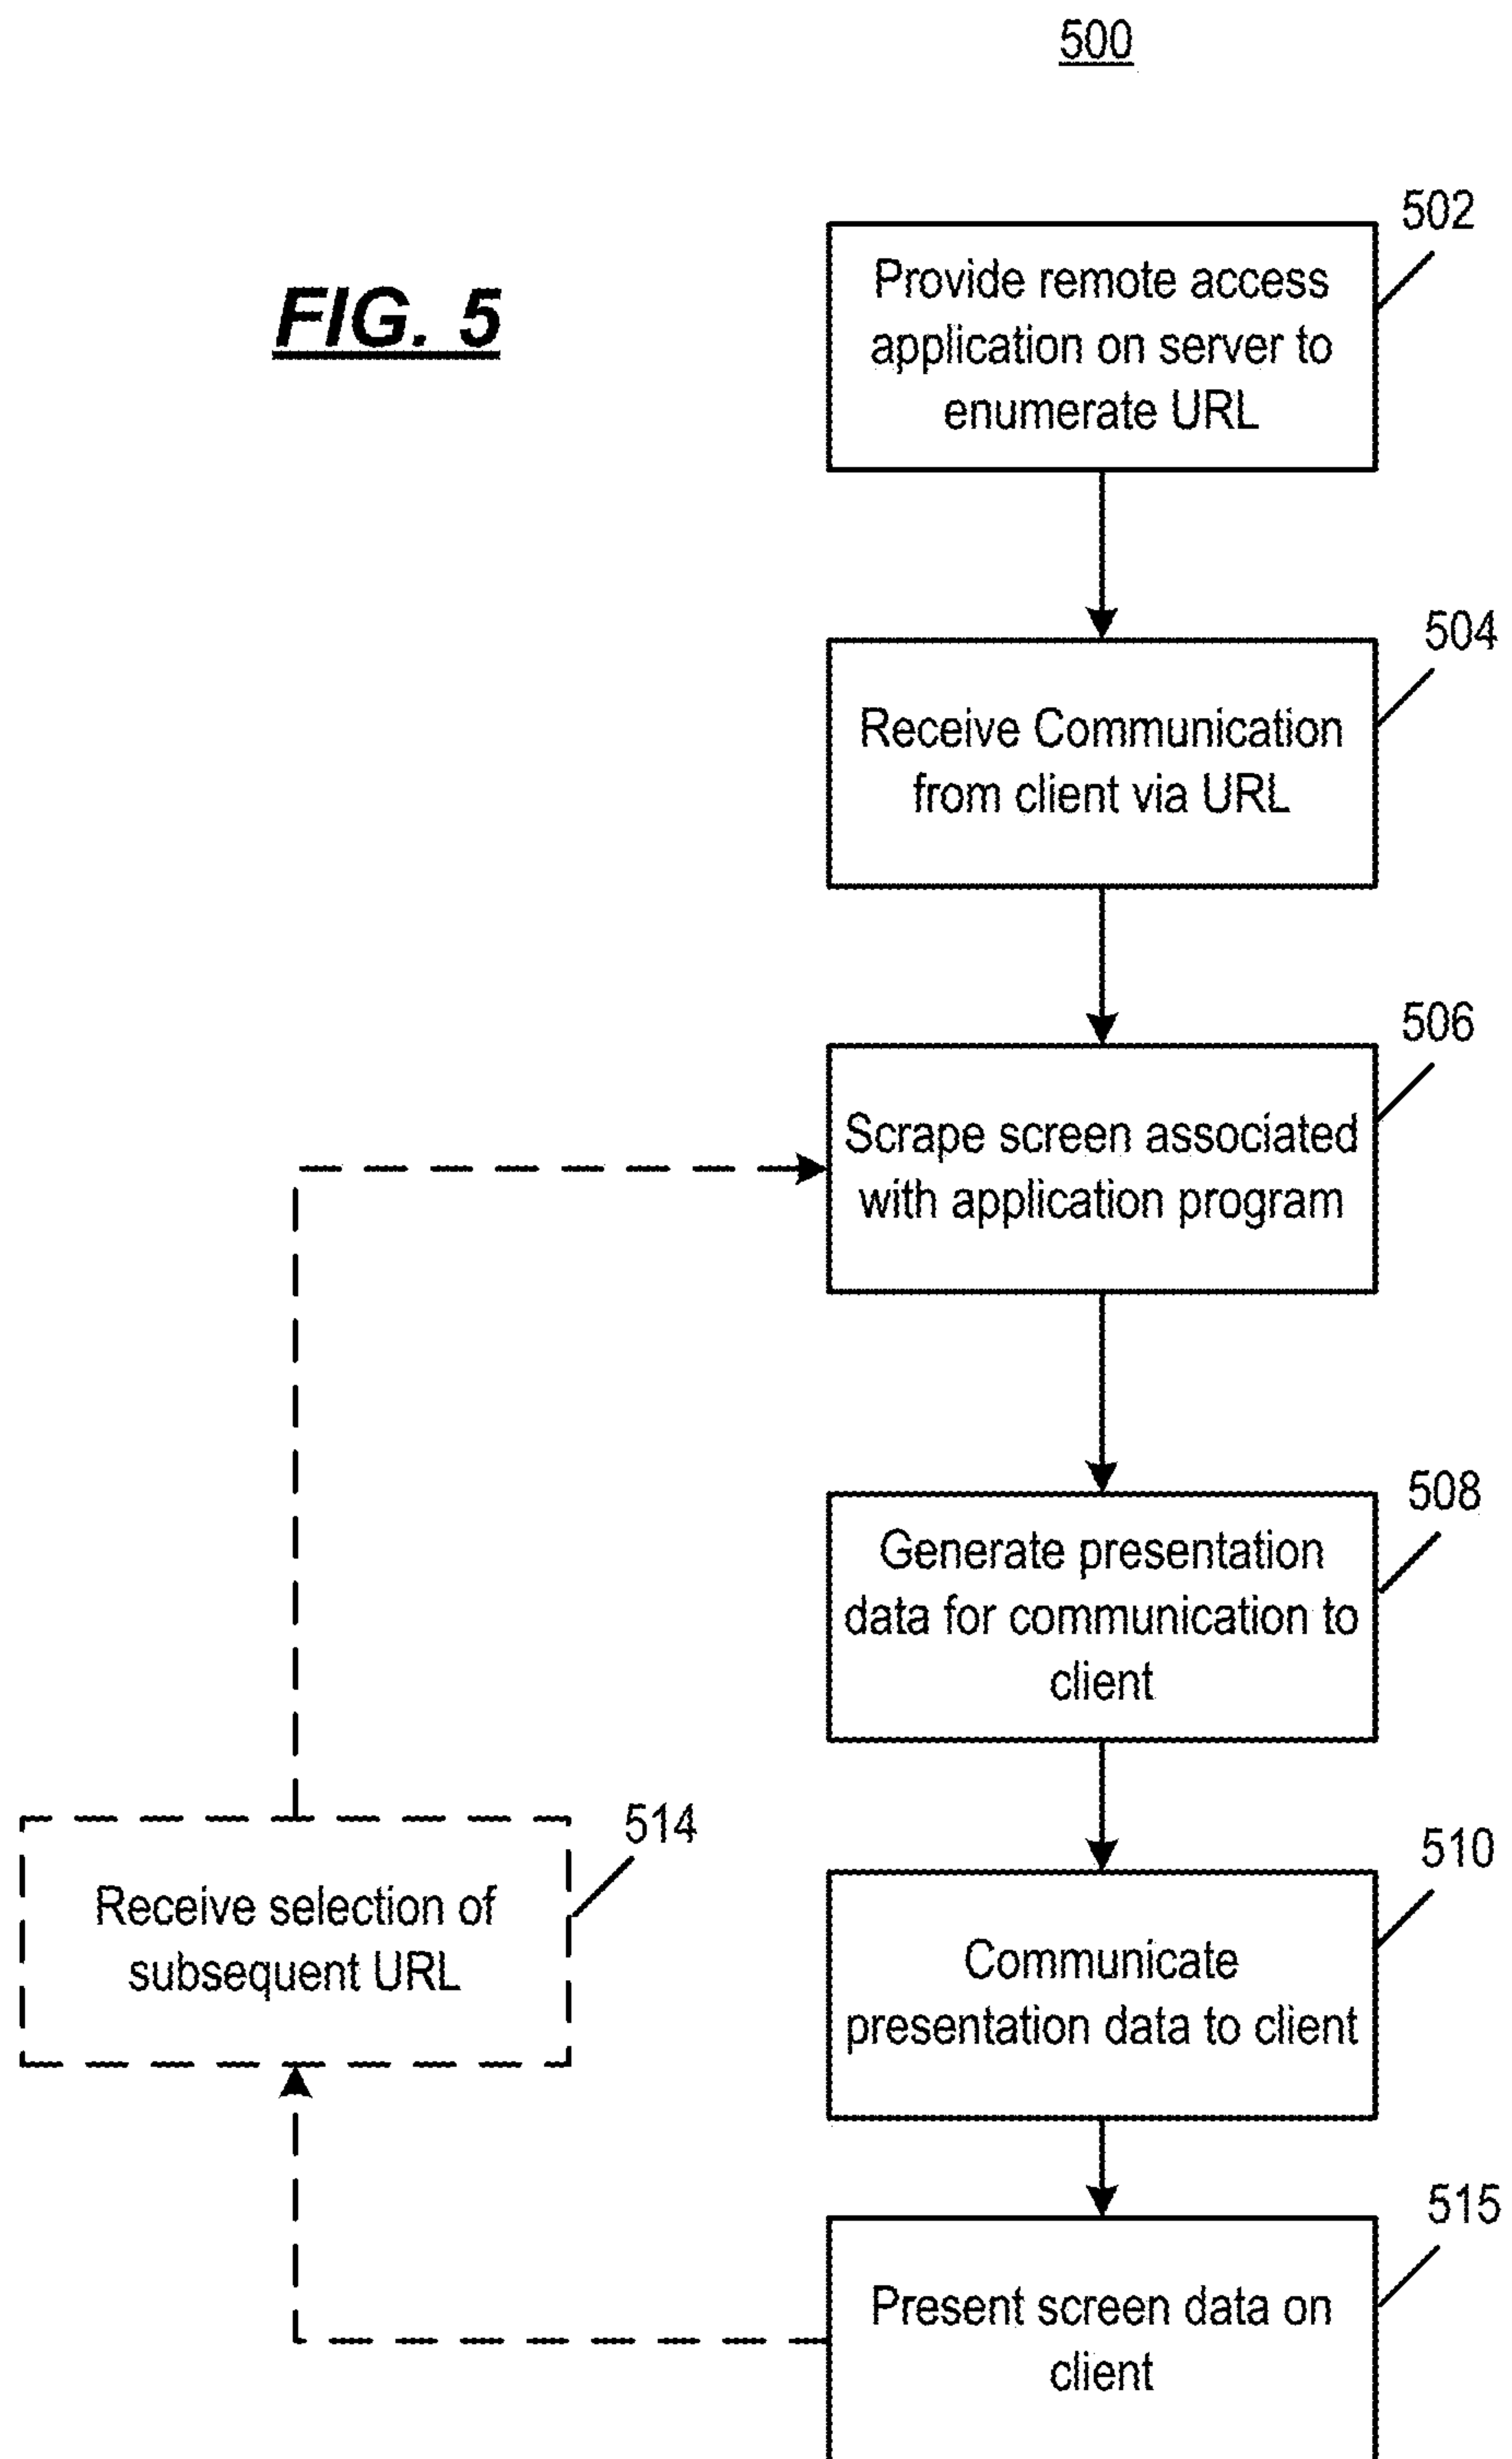 500
FIG. 5
502
Provide remote access
application on server to
enumerate URL
504
Receive Communication
from client via URL
506
Scrape screen associated
with application program
508
Generate presentation
data for communication to
client
510
Communicate
presentation data to client
514
Receive selection of
subsequent URL
515
Present screen data on
client